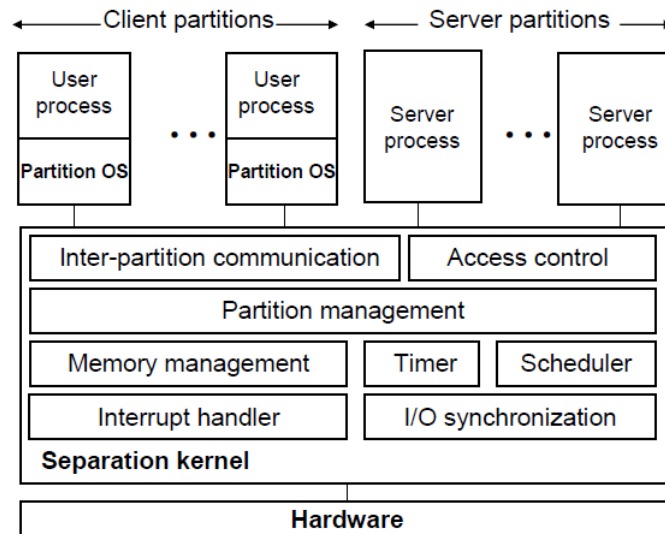 Client partitions
Server partitions
User
process
Partition OS
• • •
User
process
Partition OS
Server
process
• • •
Server
process
Inter-partition communication
Access control
Partition management
Memory management
Timer
Scheduler
Interrupt handler
I/O synchronization
Separation kernel
Hardware